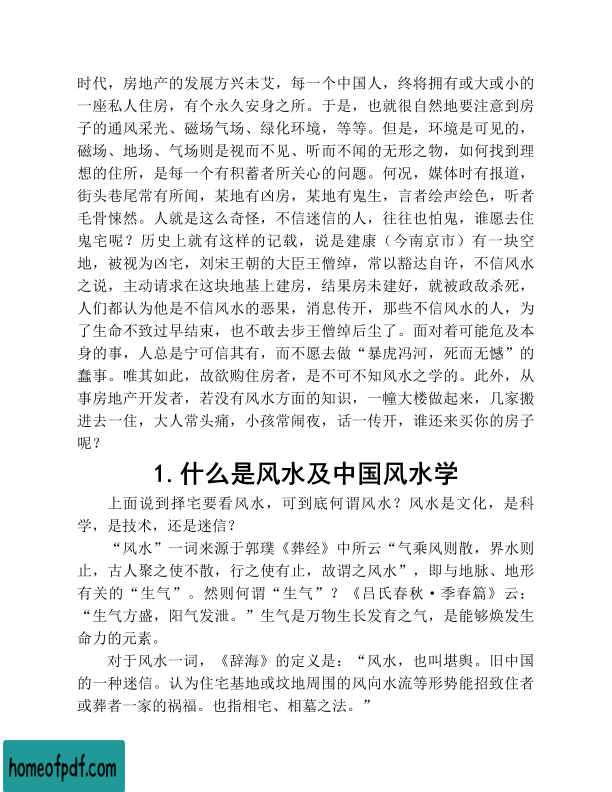 时代，房地产的发展方兴未艾，每一个中国人，终将拥有或大或小的
一座私人住房，有个永久安身之所。于是，也就很自然地要注意到房
子的通风采光、磁场气场、绿化环境，等等。但是，环境是可见的，
磁场、地场、气场则是视而不见、听而不闻的无形之物，如何找到理
想的住所，是每一个有积蓄者所关心的问题。何况，媒体时有报道，
街头巷尾常有所闻，某地有凶房，某地有鬼生，言者绘声绘色，听者
毛骨悚然。人就是这么奇怪，不信迷信的人，往往也怕鬼，谁愿去住
鬼宅呢？历史上就有这样的记载，说是建康（今南京市）有一块空
地，被视为凶宅，刘宋王朝的大臣王僧绰，常以豁达自许，不信风水
之说，主动请求在这块地基上建房，结果房未建好，就被政敌杀死，
人们都认为他是不信风水的恶果，消息传开，那些不信风水的人，为
了生命不致过早结束，也不敢去步王僧绰后尘了。面对着可能危及本
身的事，人总是宁可信其有，而不愿去做“暴虎冯河，死而无憾”的
蠢事。唯其如此，故欲购住房者，是不可不知风水之学的。此外，从
事房地产开发者，若没有风水方面的知识，一幢大楼做起来，几家搬
进去一住，大人常头痛，小孩常闹夜，话一传开，谁还来买你的房子
呢？
1.什么是风水及中国风水学
上面说到择宅要看风水，可到底何谓风水？风水是文化，是科
学，是技术，还是迷信？
“风水”一词来源于郭璞《葬经》中所云“气乘风则散，界水则
止，古人聚之使不散，行之使有止，故谓之风水”，即与地脉、地形
有关的“生气”。然则何谓“生气”？《吕氏春秋·季春篇》云：
“生气方盛，阳气发泄。”生气是万物生长发育之气，是能够焕发生
命力的元素。
对于风水一词，《辞海》的定义是：“风水，也叫堪舆。旧中国
的一种迷信。认为住宅基地或坟地周围的风向水流等形势能招致住者
或葬者一家的祸福。也指相宅、相墓之法。”
homeofpdf.com